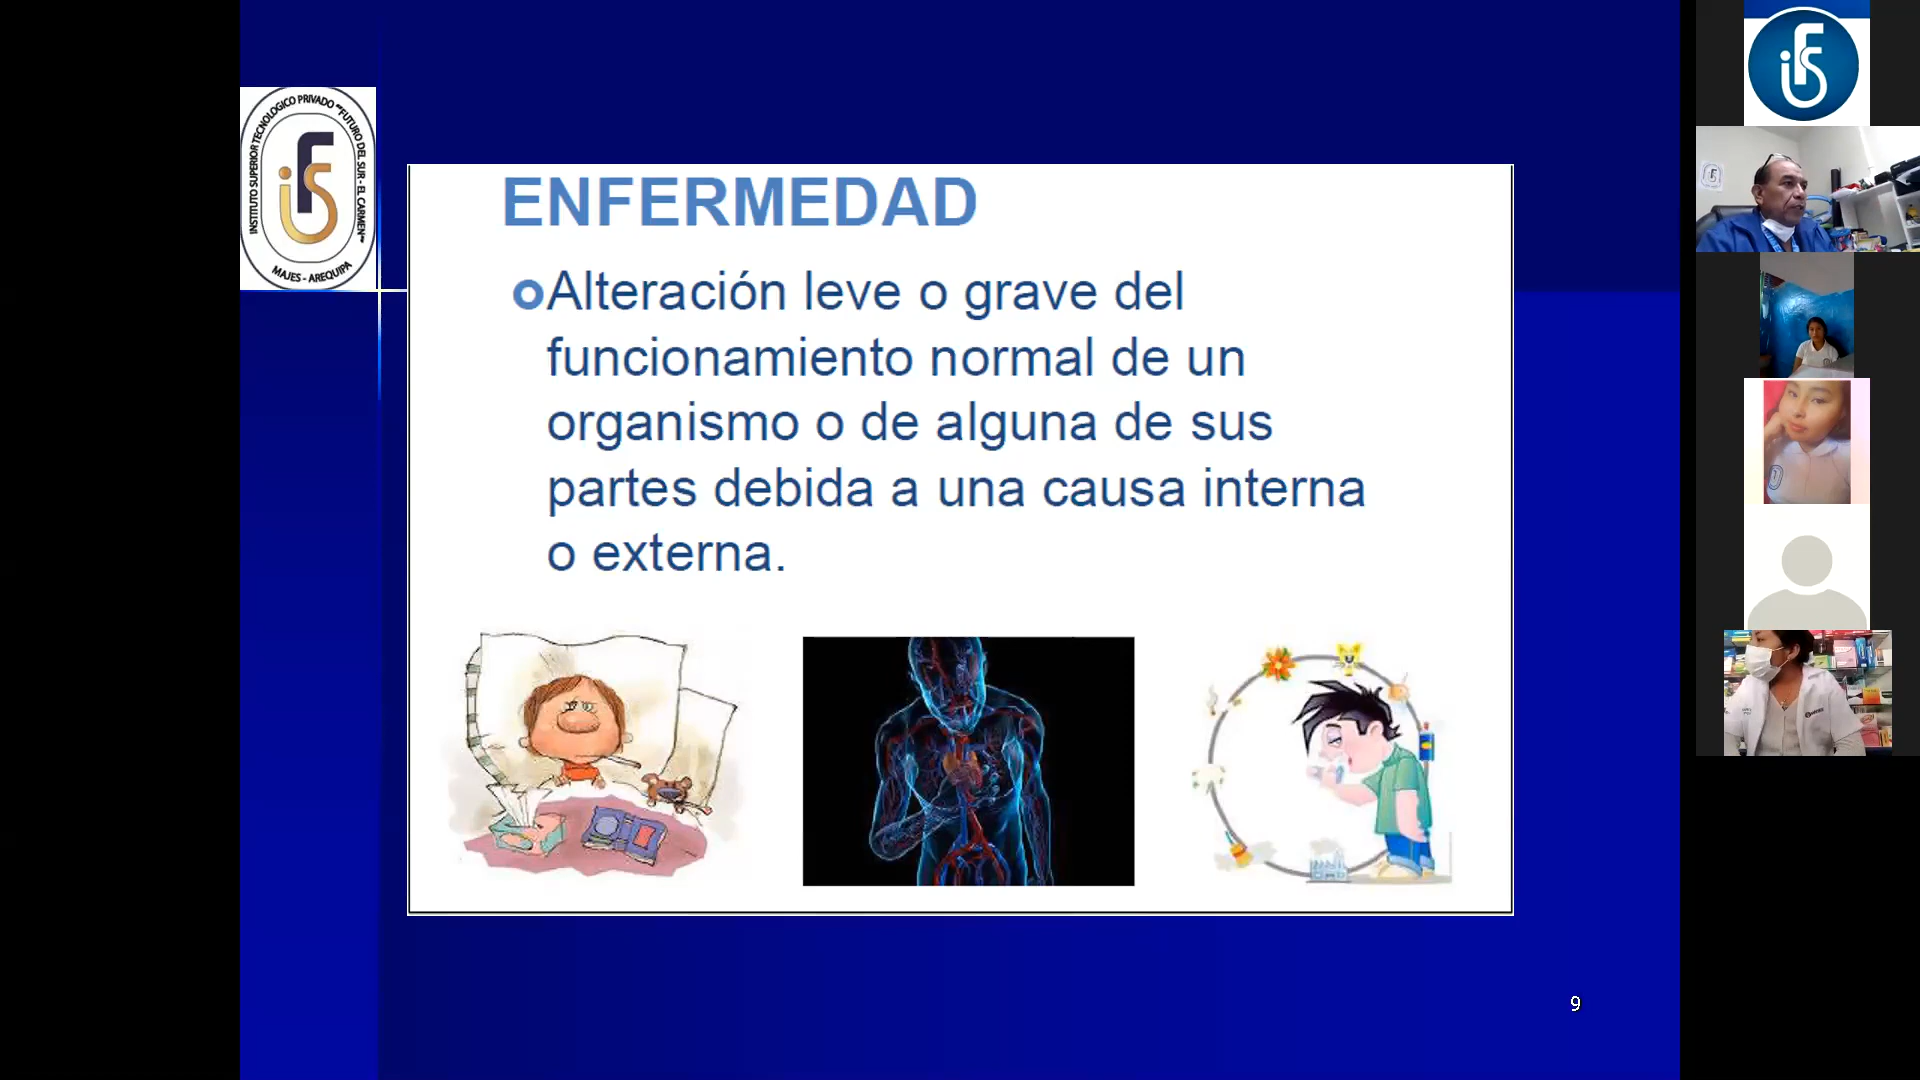 INSTITUTO SUPERIOR TECNOLOGICO PRIVADO "FUTURO DEL SUR - EL CARMEN"
MAJES - AREQUIPA
ENFERMEDAD
Alteración leve o grave del
funcionamiento normal de un
organismo o de alguna de sus
partes debida a una causa interna
o externa.
9